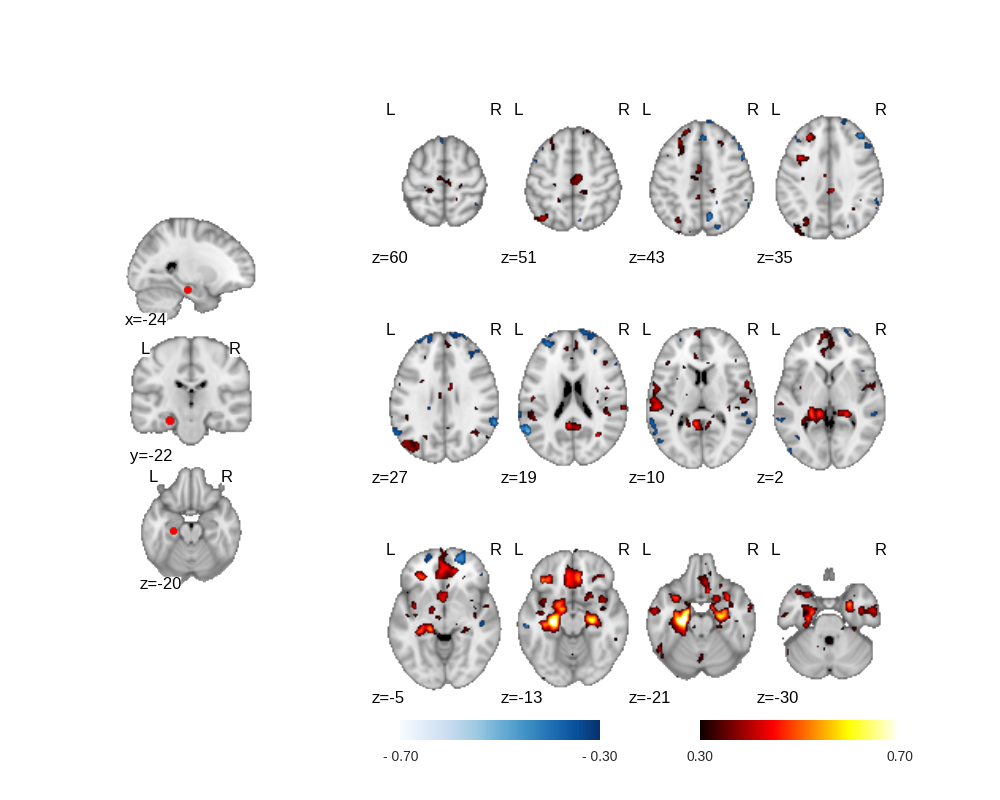 L R L R L R L R
z=60 z=51 z=43 z=35
x=-24
L R
y=-22
L R
z=-20
L R L R L R L R
z=27 z=19 z=10 z=2
L R L R L R L R
z=-5 z=-13 z=-21 z=-30
- 0.70 - 0.30 0.30 0.70